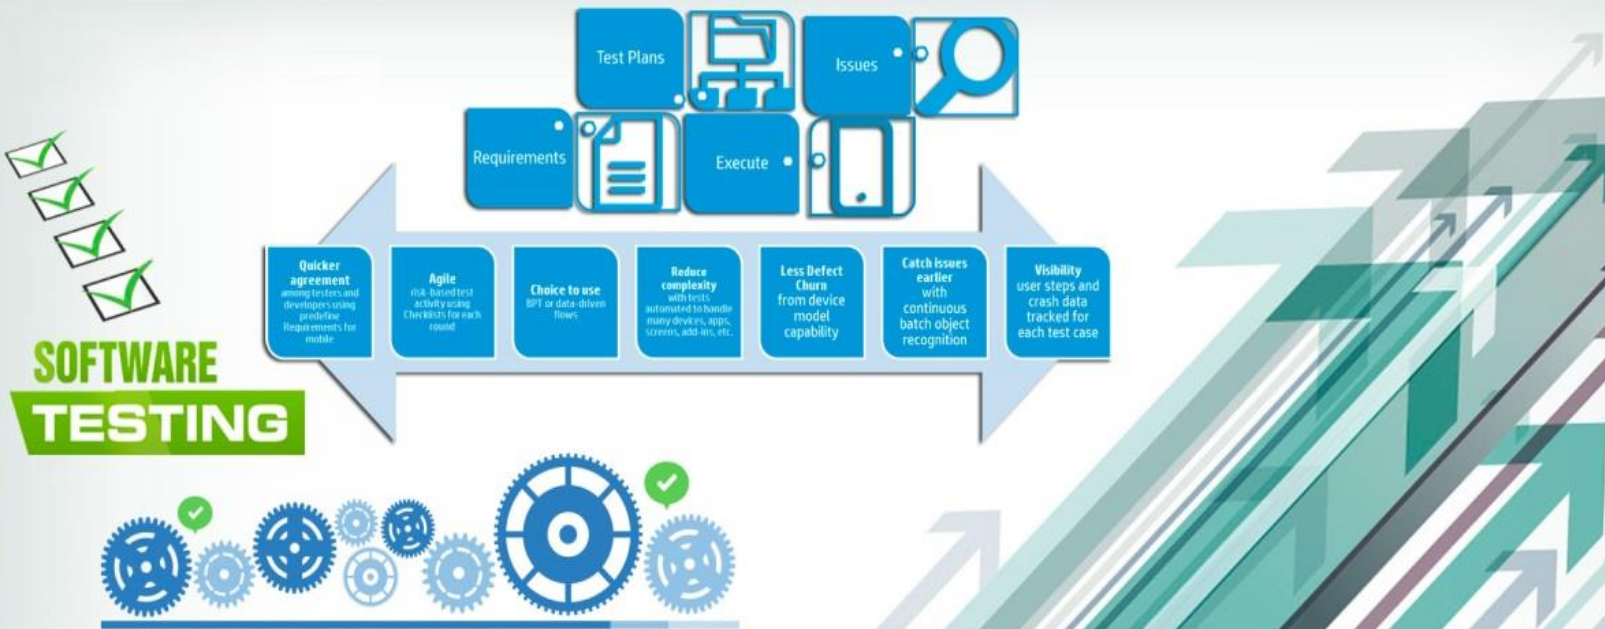 Test Plans
Issues
Requirements
Execute
Quicker
agreement
among testers and
developers using
predefine
Requirements for
mobile
Agile
risk-based test
activity using
Checklists for each
round
Choice to use
BPT or data-driven
flows
Reduce
complexity
with tests
automated to handle
many devices, apps,
screens, add-ins, etc.
Less Defect
Churn
from device
model
capability
Catch issues
earlier
with
continuous
batch object
recognition
Visibility
user steps and
crash data
tracked for
each test case
SOFTWARE
TESTING